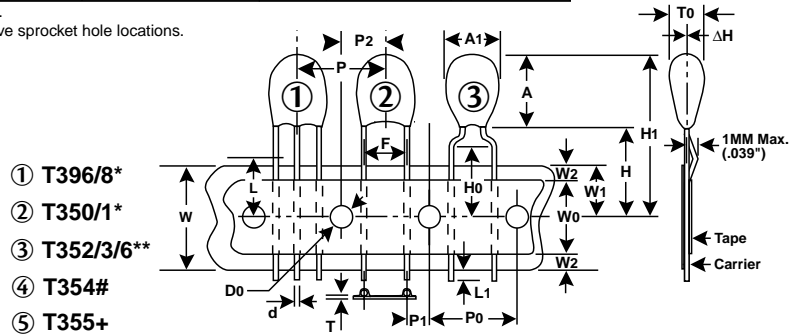 ve sprocket hole locations.
P2
P
A1
T0
ΔH
① ② ③
A
H1
H
1MM Max.
(.039")
F
L
H0
W2
W1
W
W0
W2
① T396/8*
② T350/1*
③ T352/3/6**
④ T354#
⑤ T355+
D0
d
T
P1
P0
L1
Tape
Carrier